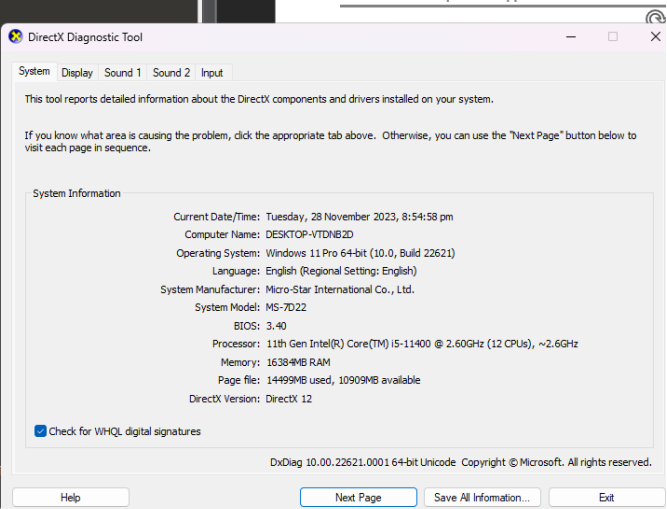 DirectX Diagnostic Tool
System Display Sound 1 Sound 2 Input
This tool reports detailed information about the DirectX components and drivers installed on your system.
If you know what area is causing the problem, click the appropriate tab above. Otherwise, you can use the "Next Page" button below to
visit each page in sequence.
System Information
Current Date/Time: Tuesday, 28 November 2023, 8:54:58 pm
Computer Name: DESKTOP-VTDNB2D
Operating System: Windows 11 Pro 64-bit (10.0, Build 22621)
Language: English (Regional Setting: English)
System Manufacturer: Micro-Star International Co., Ltd.
System Model: MS-7D22
BIOS: 3.40
Processor: 11th Gen Intel(R) Core(TM) i5-11400 @ 2.60GHz (12 CPUs), ~2.6GHz
Memory: 16384MB RAM
Page file: 14499MB used, 10909MB available
DirectX Version: DirectX 12
Check for WHQL digital signatures
DxDiag 10.00.22621.0001 64-bit Unicode Copyright © Microsoft. All rights reserved.
Help Next Page Save All Information... Exit